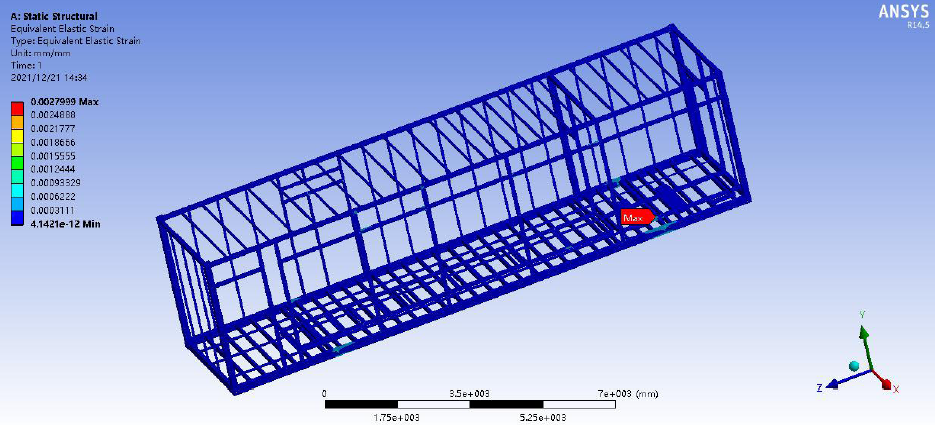 A: Static Structural
Equivalent Elastic Strain
Type: Equivalent Elastic Strain
Unit: mm/mm
Time: 1
2021/12/21 14:34
ANSYS
R14.5
0.0027999 Max
0.0024888
0.0021777
0.0018666
0.0015555
0.0012444
0.00093329
0.0006222
0.0003111
4.1421e-12 Min
Max
Y
Z
X
0 3.5e+003 7e+003 (mm)
1.75e+003 5.25e+003